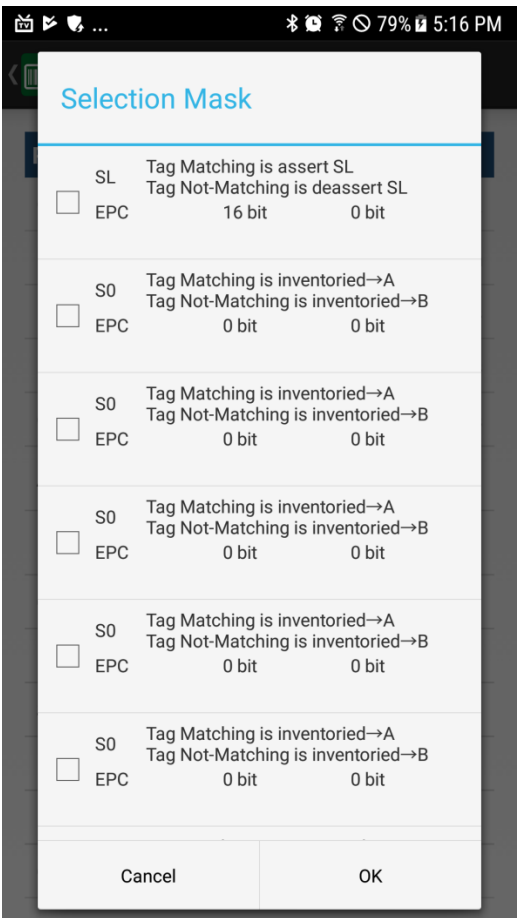 ... 79% 5:16 PM
Selection Mask
SL
Tag Matching is assert SL
Tag Not-Matching is deassert SL
EPC 16 bit 0 bit
S0
Tag Matching is inventoried→A
Tag Not-Matching is inventoried→B
EPC 0 bit 0 bit
S0
Tag Matching is inventoried→A
Tag Not-Matching is inventoried→B
EPC 0 bit 0 bit
S0
Tag Matching is inventoried→A
Tag Not-Matching is inventoried→B
EPC 0 bit 0 bit
S0
Tag Matching is inventoried→A
Tag Not-Matching is inventoried→B
EPC 0 bit 0 bit
S0
Tag Matching is inventoried→A
Tag Not-Matching is inventoried→B
EPC 0 bit 0 bit
Cancel OK